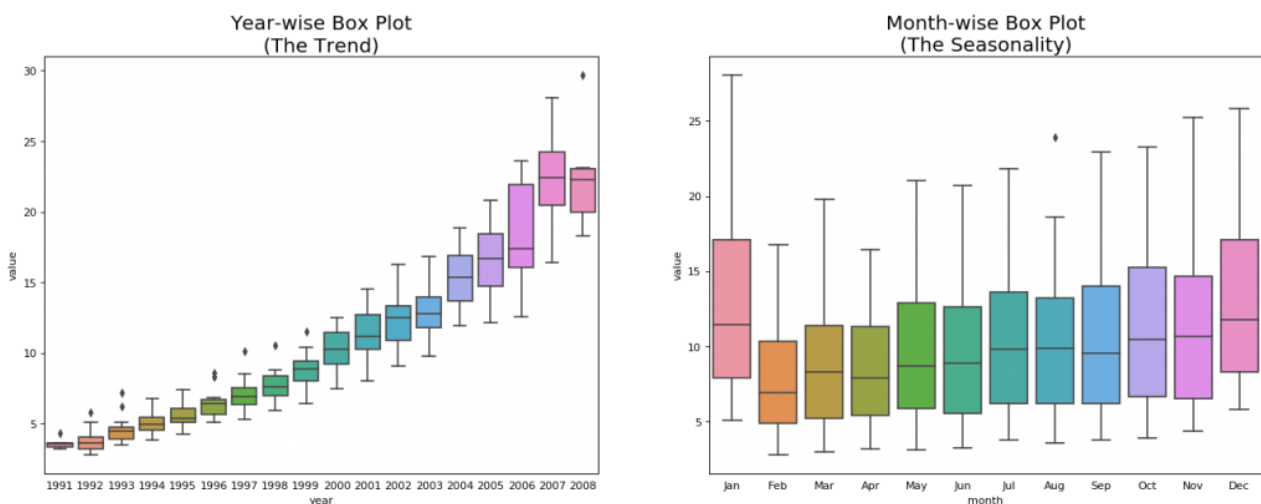 Year-wise Box Plot
(The Trend)
30
25
20
15
10
5
value
1991 1992 1993 1994 1995 1996 1997 1998 1999 2000 2001 2002 2003 2004 2005 2006 2007 2008
year
Month-wise Box Plot
(The Seasonality)
25
20
15
10
5
value
Jan Feb Mar Apr May Jun Jul Aug Sep Oct Nov Dec
month